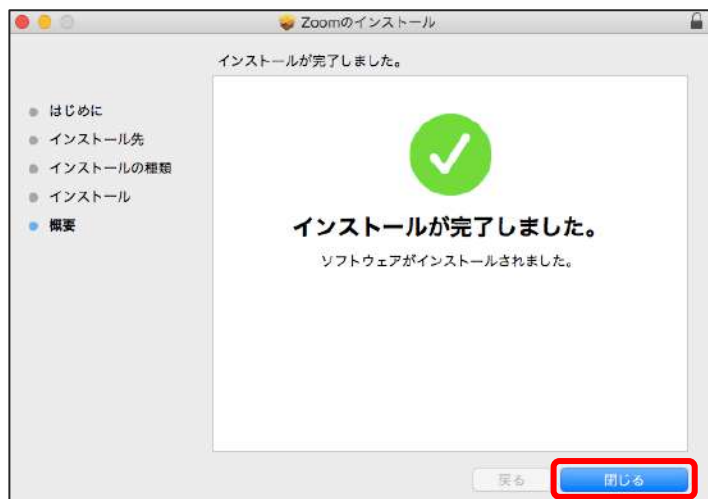 Zoomのインストール
インストールが完了しました。
はじめに
インストール先
インストールの種類
インストール
概要
インストールが完了しました。
ソフトウェアがインストールされました。
戻る
閉じる